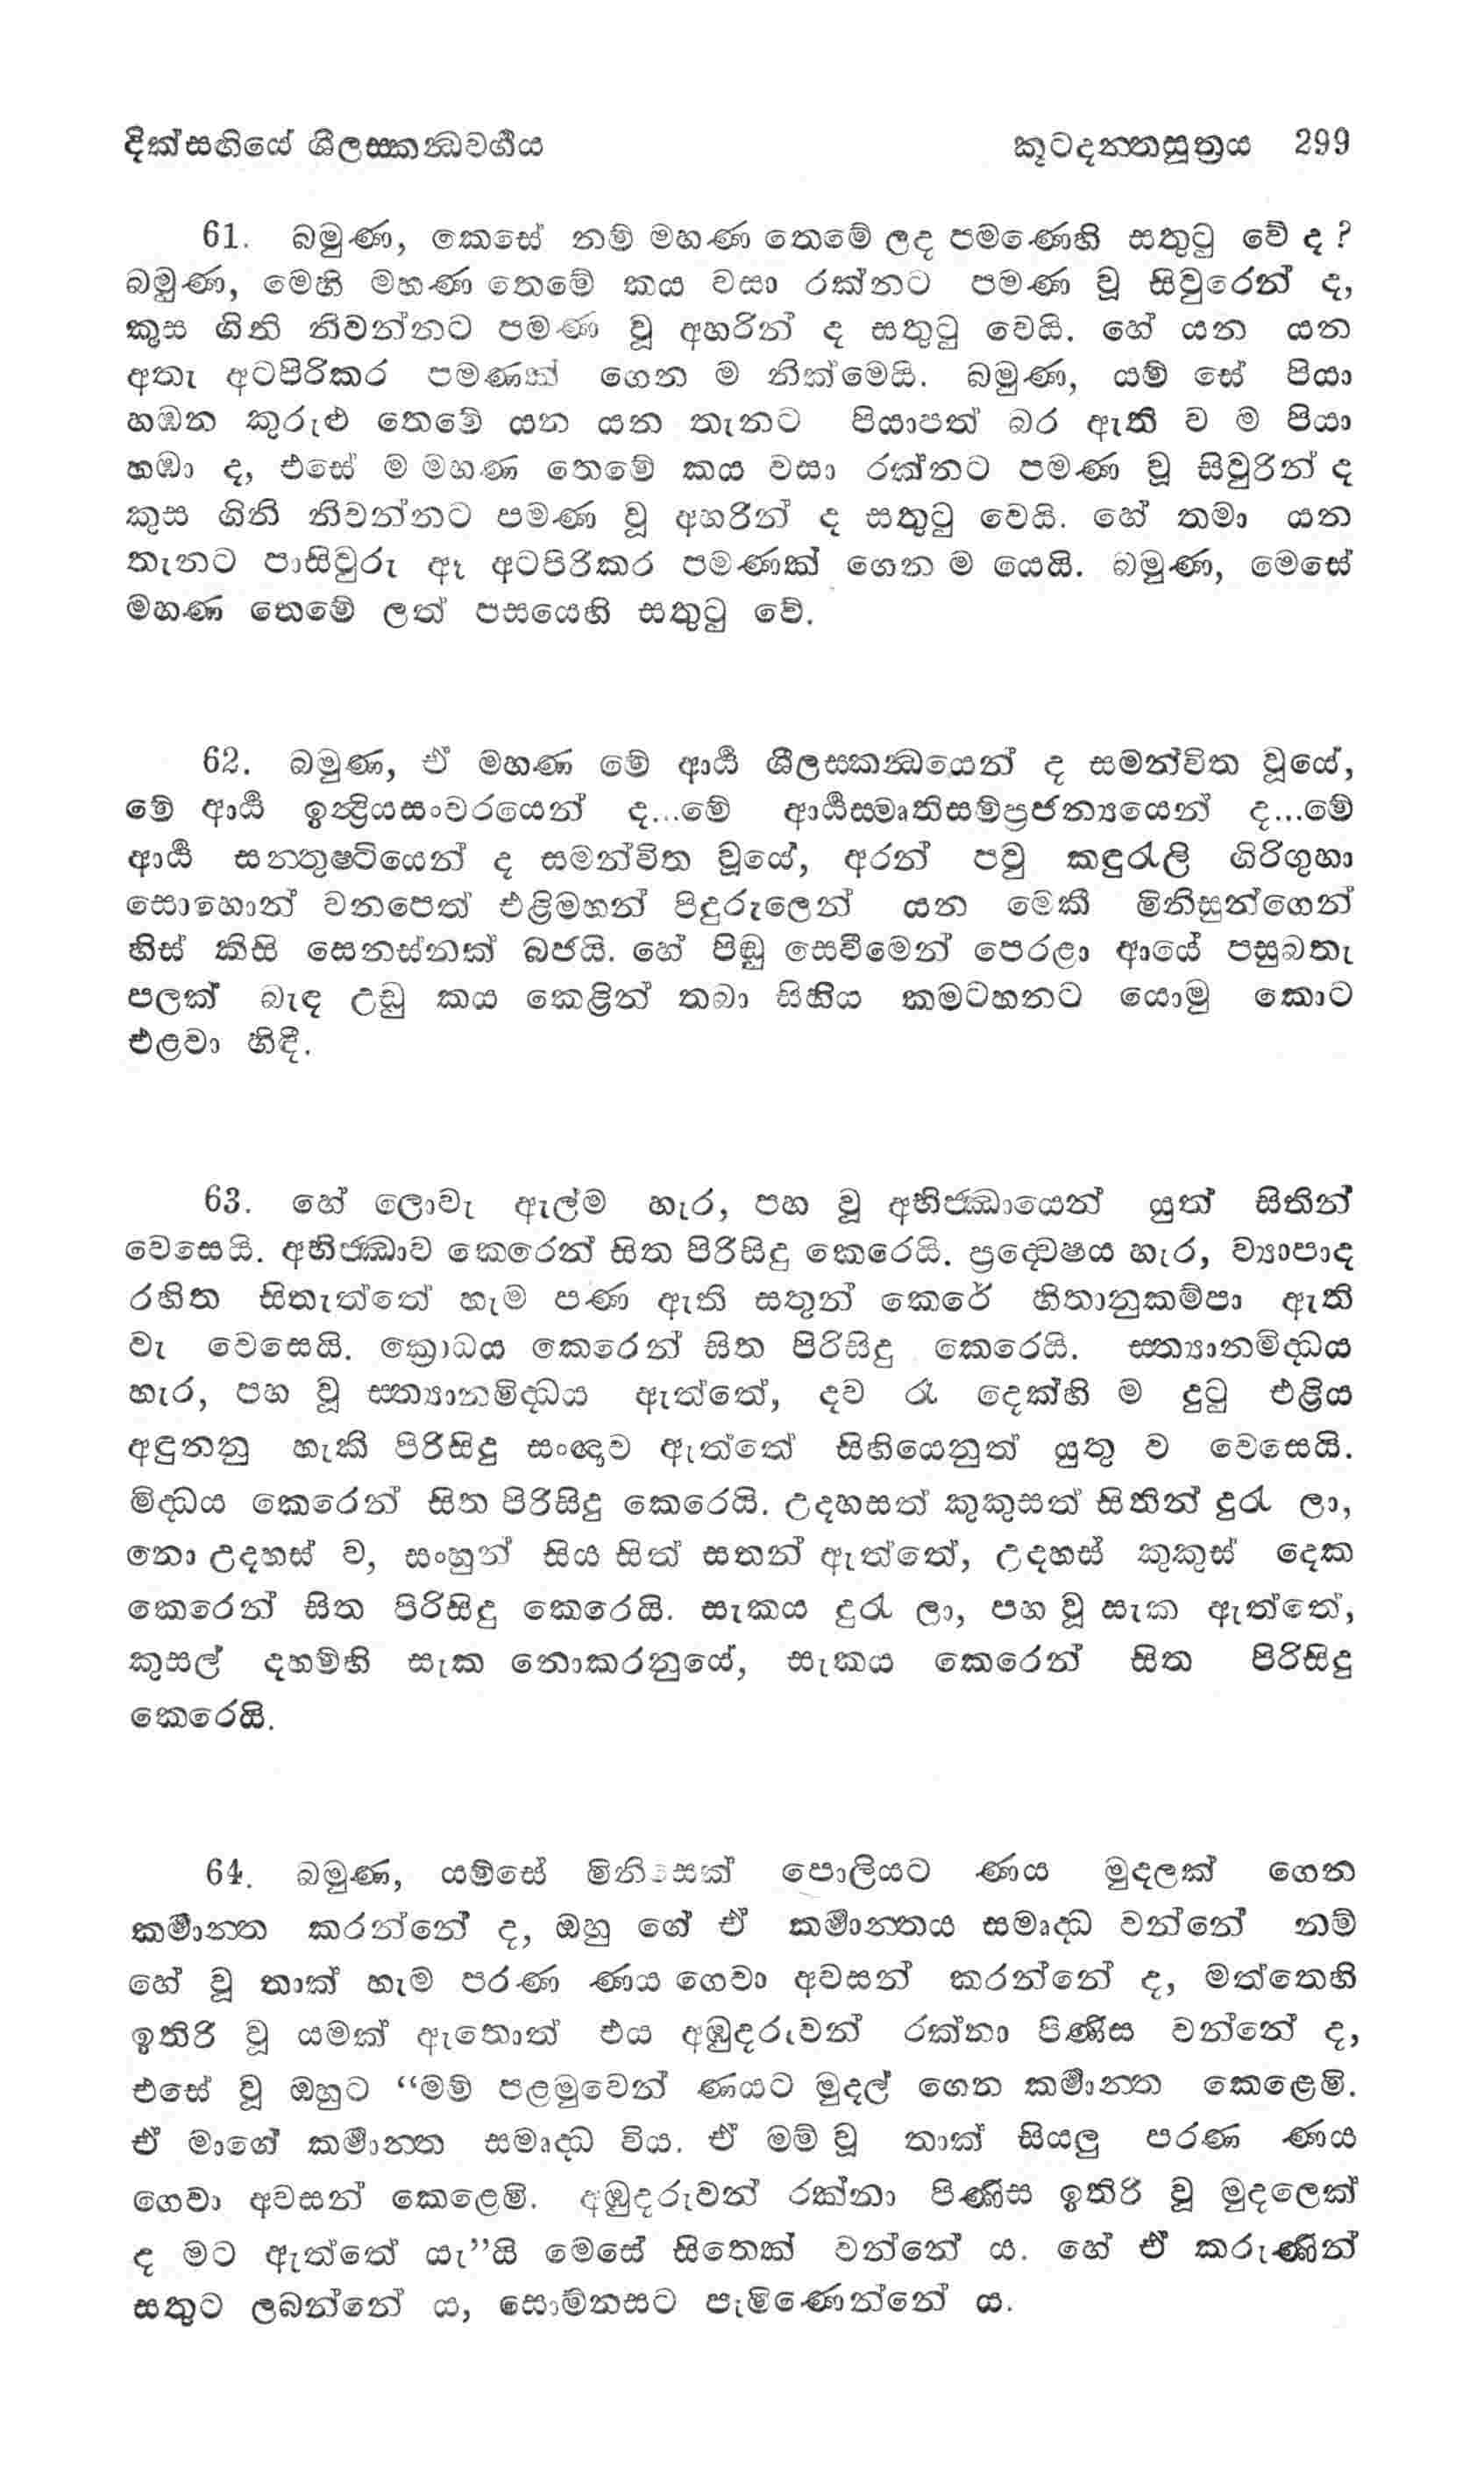 දික්සඟියේ ශීලස්කන්ධවර්ගය කූටදන්තසූත්‍රය 299
61. බමුණ, කෙසේ නම් මහණ තෙමේ ලද පමණෙහි සතුටු වේ ද ?
බමුණ, මෙහි මහණ තෙමේ කය වසා රක්නට පමණ වූ සිවුරෙන් ද,
කුස ගිනි නිවන්නට පමණ වූ අහරින් ද සතුටු වෙයි. හේ යන යන
අතැ අටපිරිකර පමණක් ගෙන ම නික්මෙයි. බමුණ, යම් සේ පියා
හඹන කුරුළු තෙමේ යන යන තැනට පියාපත් බර ඇති ව ම පියා
හඹා ද, එසේ ම මහණ තෙමේ කය වසා රක්නට පමණ වූ සිවුරින් ද
කුස ගිනි නිවන්නට පමණ වූ අහරින් ද සතුටු වෙයි. හේ තමා යන
තැනට පාසිවුරු ඈ අටපිරිකර පමණක් ගෙන ම යෙයි. බමුණ, මෙසේ
මහණ තෙමේ ලත් පසයෙහි සතුටු වේ.
62. බමුණ, ඒ මහණ මේ ආර්‍ය්‍ය ශීලස්කන්ධයෙන් ද සමන්විත වූයේ,
මේ ආර්‍ය්‍ය ඉන්ද්‍රියසංවරයෙන් ද...මේ ආර්‍ය්‍යස්මෘතිසම්ප්‍රජන්‍යයෙන් ද...මේ
ආර්‍ය්‍ය සන්තුෂ්ටියෙන් ද සමන්විත වූයේ, අරන් පවු කඳුරැලි ගිරිගුහා
සොහොන් වනපෙත් එළිමහන් පිදුරුලෙන් යන මෙකී මිනිසුන්ගෙන්
හිස් කිසි සෙනස්නක් බජයි. හේ පිඬු සෙවීමෙන් පෙරළා ආයේ පසුබතැ
පලක් බැඳ උඩු කය කෙළින් තබා සිහිය කමටහනට යොමු කොට
එළවා හිඳී.
63. හේ ලොවැ ඇල්ම හැර, පහ වූ අභිජ්ඣායෙන් යුත් සිතින්
වෙසෙයි. අභිජ්ඣාව කෙරෙන් සිත පිරිසිදු කෙරෙයි. ප්‍රද්වේෂය හැර, ව්‍යාපාද
රහිත සිතැත්තේ හැම පණ ඇති සතුන් කෙරේ හිතානුකම්පා ඇති
වැ වෙසෙයි. ක්‍රොධය කෙරෙන් සිත පිරිසිදු කෙරෙයි. ස්ත්‍යානමිද්ධය
හැර, පහ වූ ස්ත්‍යානමිද්ධය ඇත්තේ, දව රෑ දෙක්හි ම දුටු එළිය
අඳුනනු හැකි පිරිසිදු සංඥාව ඇත්තේ සිහියෙනුත් යුතු ව වෙසෙයි.
මිද්ධය කෙරෙන් සිත පිරිසිදු කෙරෙයි. උදහසත් කුකුසත් සිතින් දුරැ ලා,
නො උදහස් ව, සංහුන් සිය සිත් සතන් ඇත්තේ, උදහස් කුකුස් දෙක
කෙරෙන් සිත පිරිසිදු කෙරෙයි. සැකය දුරැ ලා, පහ වූ සැක ඇත්තේ,
කුසල් දහම්හි සැක නොකරනුයේ, සැකය කෙරෙන් සිත පිරිසිදු
කෙරෙයි.
64. බමුණ, යම්සේ මිනිසෙක් පොලියට ණය මුදලක් ගෙන
කර්මාන්ත කරන්නේ ද, ඔහු ගේ ඒ කර්මාන්තය සමෘද්ධ වන්නේ නම්
හේ වූ තාක් හැම පරණ ණය ගෙවා අවසන් කරන්නේ ද, මත්තෙහි
ඉතිරි වූ යමක් ඇතොත් එය අඹුදරුවන් රක්නා පිණිස වන්නේ ද,
එසේ වූ ඔහුට “මම් පළමුවෙන් ණයට මුදල් ගෙන කර්මාන්ත කෙළෙමි.
ඒ මාගේ කර්මාන්ත සමෘද්ධ විය. ඒ මම් වූ තාක් සියලු පරණ ණය
ගෙවා අවසන් කෙළෙමි. අඹුදරුවන් රක්නා පිණිස ඉතිරි වූ මුදලෙක්
ද මට ඇත්තේ යැ”යි මෙසේ සිතෙක් වන්නේ ය. හේ ඒ කරුණින්
සතුට ලබන්නේ ය, සොම්නසට පැමිණෙන්නේ ය.